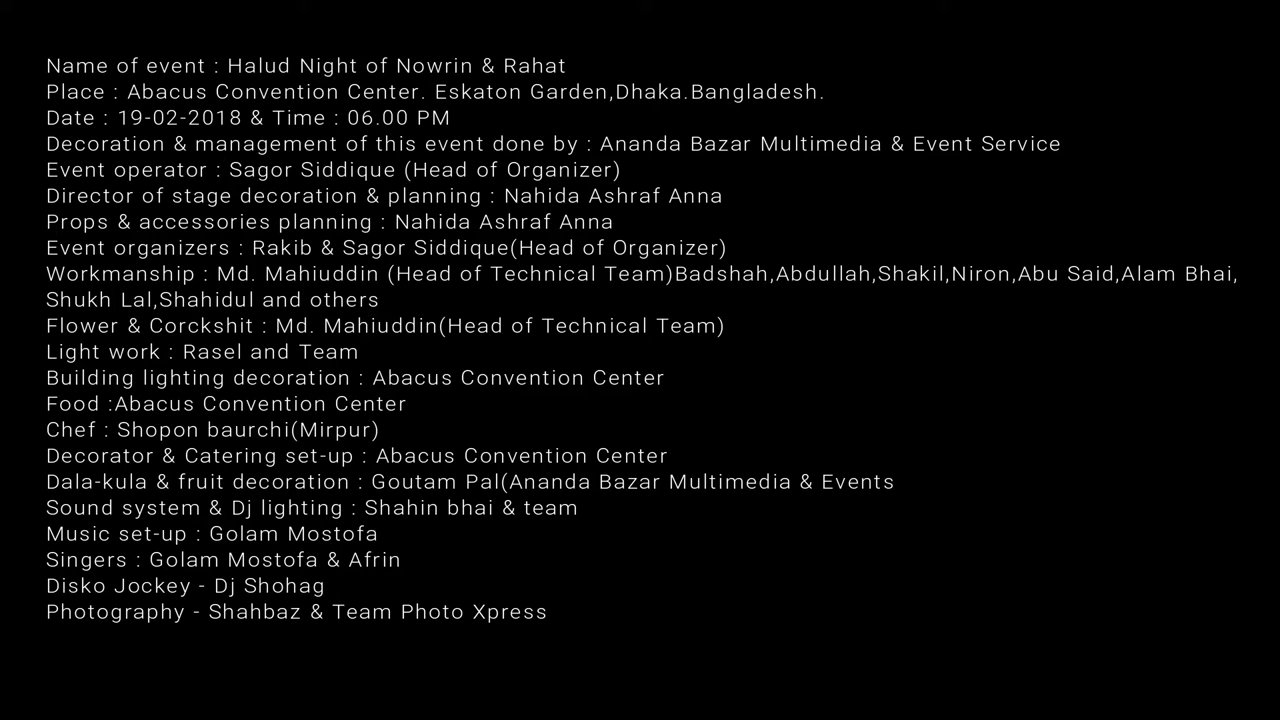 Name of event : Halud Night of Nowrin & Rahat
Place : Abacus Convention Center. Eskaton Garden,Dhaka.Bangladesh.
Date : 19-02-2018 & Time : 06.00 PM
Decoration & management of this event done by : Ananda Bazar Multimedia & Event Service
Event operator : Sagor Siddique (Head of Organizer)
Director of stage decoration & planning : Nahida Ashraf Anna
Props & accessories planning : Nahida Ashraf Anna
Event organizers : Rakib & Sagor Siddique(Head of Organizer)
Workmanship : Md. Mahiuddin (Head of Technical Team)Badshah,Abdullah,Shakil,Niron,Abu Said,Alam Bhai,
Shukh Lal,Shahidul and others
Flower & Corckshit : Md. Mahiuddin(Head of Technical Team)
Light work : Rasel and Team
Building lighting decoration : Abacus Convention Center
Food :Abacus Convention Center
Chef : Shopon baurchi(Mirpur)
Decorator & Catering set-up : Abacus Convention Center
Dala-kula & fruit decoration : Goutam Pal(Ananda Bazar Multimedia & Events
Sound system & Dj lighting : Shahin bhai & team
Music set-up : Golam Mostofa
Singers : Golam Mostofa & Afrin
Disko Jockey - Dj Shohag
Photography - Shahbaz & Team Photo Xpress